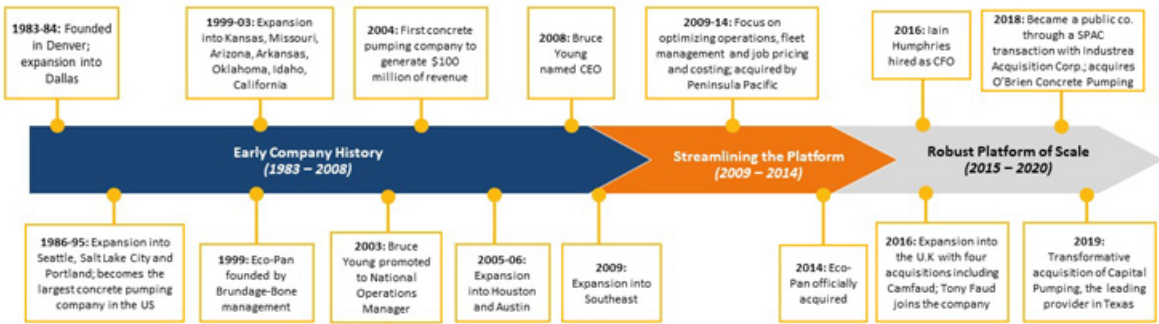 1983-84: Founded
in Denver;
expansion into
Dallas
1999-03: Expansion
into Kansas, Missouri,
Arizona, Arkansas,
Oklahoma, Idaho,
California
2004: First concrete
pumping company to
generate $100
million of revenue
2008: Bruce
Young named CEO
2009-14: Focus on
optimizing operations, fleet
management and job pricing
and costing; acquired by
Peninsula Pacific
2016: Iain
Humphries
hired as CFO
2018: Became a public co.
through a SPAC
transaction with Industrea
Acquisition Corp.; acquires
O'Brien Concrete Pumping
Early Company History
(1983 – 2008)
Streamlining the Platform
(2009 – 2014)
Robust Platform of Scale
(2015 – 2020)
1986-95: Expansion into
Seattle, Salt Lake City and
Portland; becomes the
largest concrete pumping
company in the US
1999: Eco-Pan
founded by
Brundage-Bone
management
2003: Bruce
Young promoted
to National
Operations
Manager
2005-06:
Expansion
into Houston
and Austin
2009:
Expansion into
Southeast
2014: Eco-
Pan officially
acquired
2016: Expansion into
the U.K with four
acquisitions including
Camfaud; Tony Faud
joins the company
2019:
Transformative
acquisition of Capital
Pumping, the leading
provider in Texas